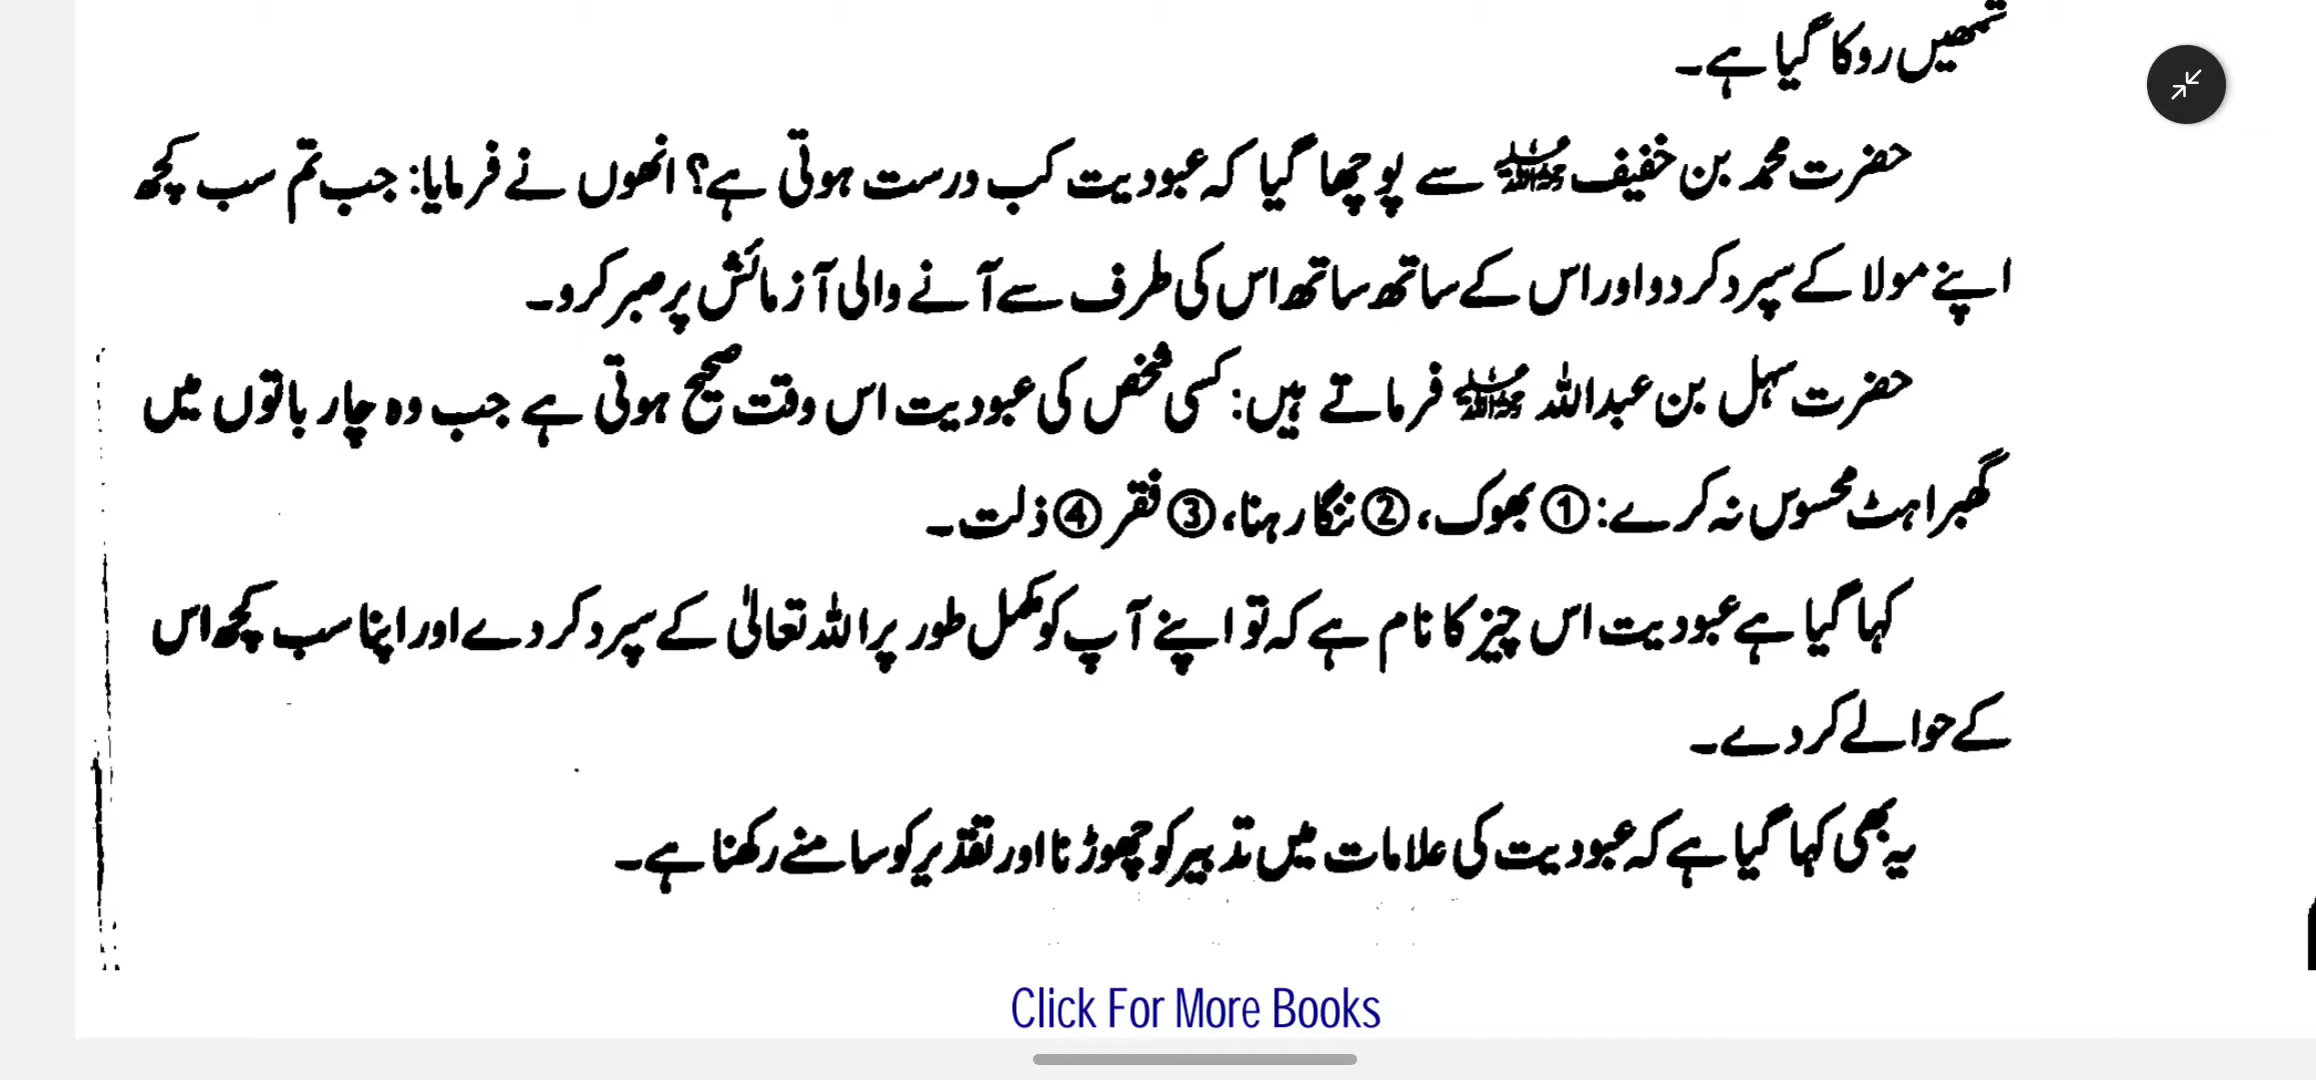 تمھیں روکا گیا ہے۔
حضرت محمد بن خفیف رحمۃ اللہ علیہ سے پوچھا گیا کہ عبودیت کب درست ہوتی ہے؟ انھوں نے فرمایا: جب تم سب کچھ
اپنے مولا کے سپرد کر دو اور اس کے ساتھ ساتھ اس کی طرف سے آنے والی آزمائش پر صبر کرو۔
حضرت سہل بن عبداللہ رحمۃ اللہ علیہ فرماتے ہیں: کسی شخص کی عبودیت اس وقت صحیح ہوتی ہے جب وہ چار باتوں میں
گھبراہٹ محسوس نہ کرے: ① بھوک، ② ننگا رہنا، ③ فقر ④ ذلت۔
کہا گیا ہے عبودیت اس چیز کا نام ہے کہ تو اپنے آپ کو مکمل طور پر اللہ تعالیٰ کے سپرد کر دے اور اپنا سب کچھ اس
کے حوالے کر دے۔
یہ بھی کہا گیا ہے کہ عبودیت کی علامات میں تدبیر کو چھوڑنا اور تقدیر کو سامنے رکھنا ہے۔
Click For More Books